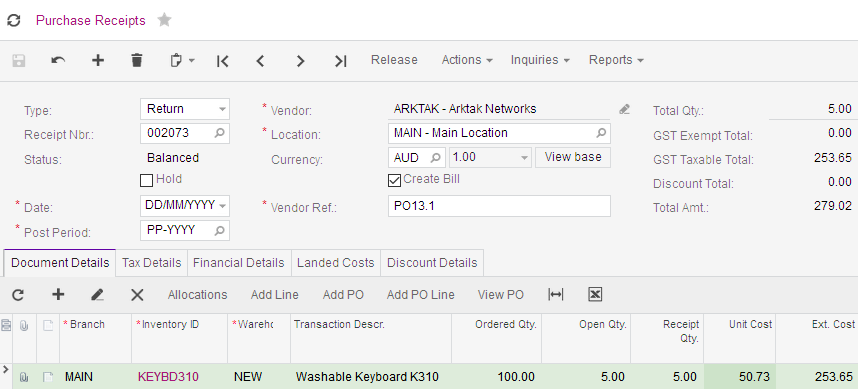 Purchase Receipts
Release Actions Inquiries Reports
Type: Return * Vendor: ARKTAK - Arktak Networks Total Qty.: 5.00
Receipt Nbr.: 002073 * Location: MAIN - Main Location GST Exempt Total: 0.00
Status: Balanced Currency: AUD 1.00 View base GST Taxable Total: 253.65
Hold Create Bill Discount Total: 0.00
* Date: DD/MM/YYYY * Vendor Ref.: PO13.1 Total Amt.: 279.02
* Post Period: PP-YYYY
Document Details Tax Details Financial Details Landed Costs Discount Details
Allocations Add Line Add PO Add PO Line View PO
* Branch * Inventory ID * Wareho Transaction Descr. Ordered Qty. Open Qty. Receipt Qty. Unit Cost Ext. Cost
MAIN KEYBD310 NEW Washable Keyboard K310 100.00 5.00 5.00 50.73 253.65